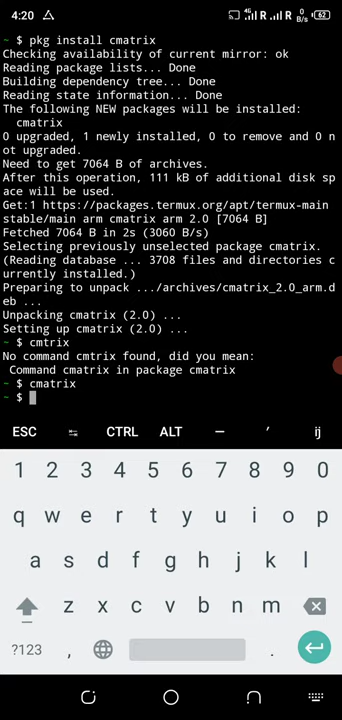 4:20 4G R R 0 B/s 62
~ $ pkg install cmatrix
Checking availability of current mirror: ok
Reading package lists... Done
Building dependency tree... Done
Reading state information... Done
The following NEW packages will be installed:
  cmatrix
0 upgraded, 1 newly installed, 0 to remove and 0 n
ot upgraded.
Need to get 7064 B of archives.
After this operation, 111 kB of additional disk sp
ace will be used.
Get:1 https://packages.termux.org/apt/termux-main
stable/main arm cmatrix arm 2.0 [7064 B]
Fetched 7064 B in 2s (3060 B/s)
Selecting previously unselected package cmatrix.
(Reading database ... 3708 files and directories c
urrently installed.)
Preparing to unpack .../archives/cmatrix_2.0_arm.d
eb ...
Unpacking cmatrix (2.0) ...
Setting up cmatrix (2.0) ...
~ $ cmtrix
No command cmtrix found, did you mean:
 Command cmatrix in package cmatrix
~ $ cmatrix
~ $
ESC CTRL ALT — ′ ij
1 2 3 4 5 6 7 8 9 0
q w e r t y u i o p
a s d f g h j k l
z x c v b n m
?123 , .